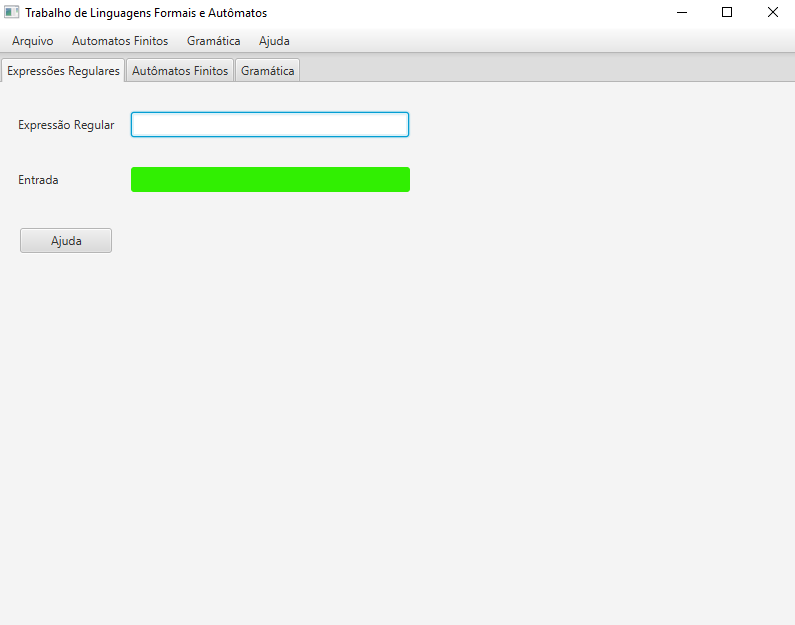 Trabalho de Linguagens Formais e Autômatos
Arquivo Automatos Finitos Gramática Ajuda
Expressões Regulares Autômatos Finitos Gramática
Expressão Regular
Entrada
Ajuda